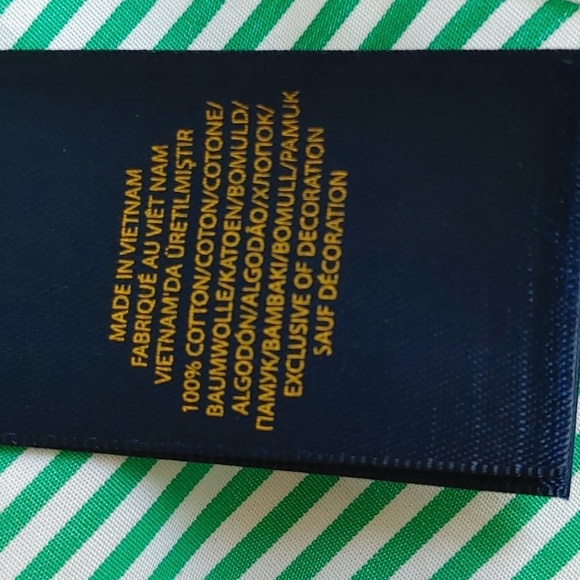 MADE IN VIETNAM
FABRIQUÉ AU VIÊT NAM
VIETNAM'DA ÜRETILMIŞTIR
100% COTTON/COTON/COTONE/
BAUMWOLLE/KATOEN/BOMULD/
ALGODÓN/ALGODÃO/ХЛОПОК/
ПАМУК/BAMBAKI/BOMULL/PAMUK
EXCLUSIVE OF DECORATION
SAUF DÉCORATION